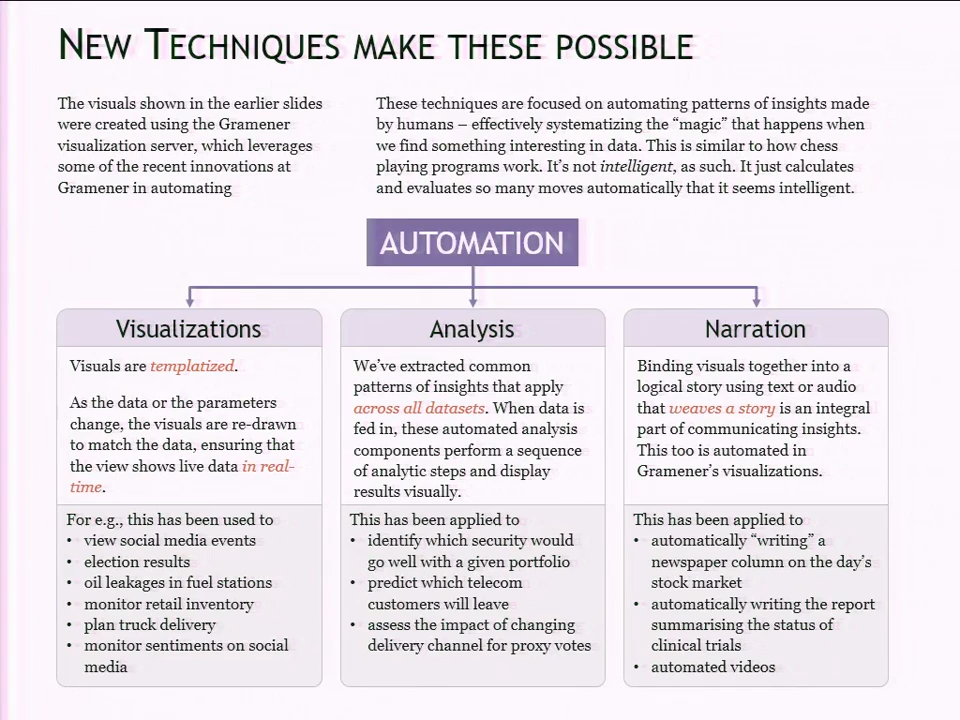 NEW TECHNIQUES MAKE THESE POSSIBLE
The visuals shown in the earlier slides
were created using the Gramener
visualization server, which leverages
some of the recent innovations at
Gramener in automating
These techniques are focused on automating patterns of insights made
by humans – effectively systematizing the “magic” that happens when
we find something interesting in data. This is similar to how chess
playing programs work. It’s not intelligent, as such. It just calculates
and evaluates so many moves automatically that it seems intelligent.
AUTOMATION
Visualizations
Visuals are templatized.
As the data or the parameters
change, the visuals are re-drawn
to match the data, ensuring that
the view shows live data in real-
time.
For e.g., this has been used to
• view social media events
• election results
• oil leakages in fuel stations
• monitor retail inventory
• plan truck delivery
• monitor sentiments on social
media
Analysis
We’ve extracted common
patterns of insights that apply
across all datasets. When data is
fed in, these automated analysis
components perform a sequence
of analytic steps and display
results visually.
This has been applied to
• identify which security would
go well with a given portfolio
• predict which telecom
customers will leave
• assess the impact of changing
delivery channel for proxy votes
Narration
Binding visuals together into a
logical story using text or audio
that weaves a story is an integral
part of communicating insights.
This too is automated in
Gramener’s visualizations.
This has been applied to
• automatically “writing” a
newspaper column on the day’s
stock market
• automatically writing the report
summarising the status of
clinical trials
• automated videos